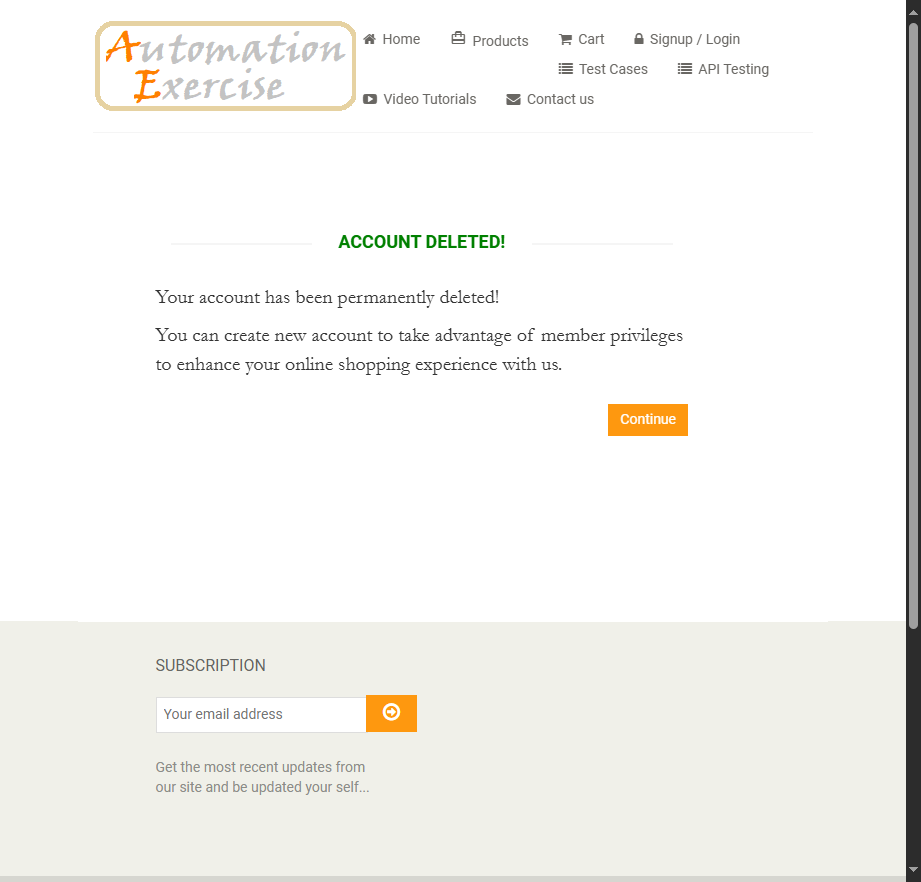 Automation
Exercise
Home Products Cart Signup / Login
Test Cases API Testing
Video Tutorials Contact us
ACCOUNT DELETED!
Your account has been permanently deleted!
You can create new account to take advantage of member privileges
to enhance your online shopping experience with us.
Continue
SUBSCRIPTION
Your email address
Get the most recent updates from
our site and be updated your self...